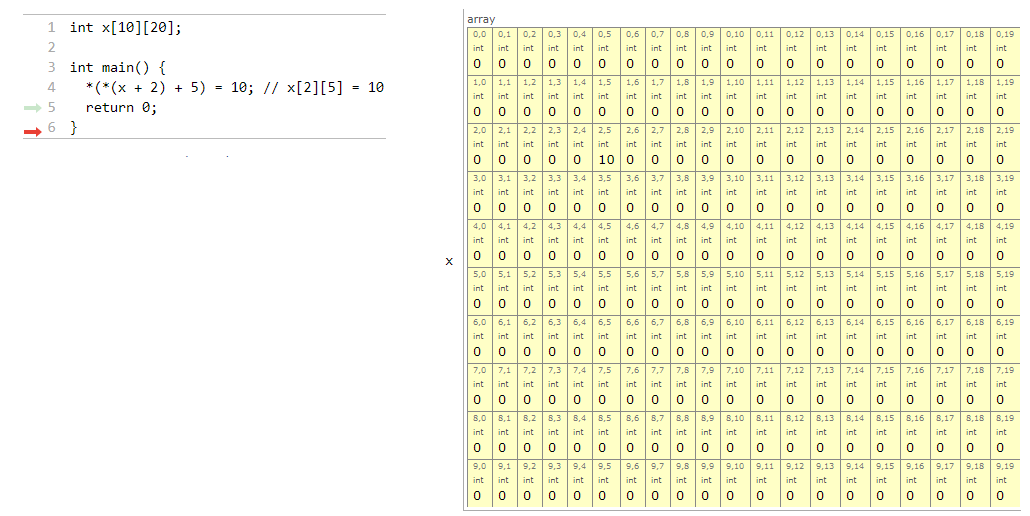 1 int x[10][20];
2
3 int main() {
4 *(*(x + 2) + 5) = 10; // x[2][5] = 10
5 return 0;
6 }
array
0,0 0,1 0,2 0,3 0,4 0,5 0,6 0,7 0,8 0,9 0,10 0,11 0,12 0,13 0,14 0,15 0,16 0,17 0,18 0,19
int int int int int int int int int int int int int int int int int int int int
0 0 0 0 0 0 0 0 0 0 0 0 0 0 0 0 0 0 0 0
1,0 1,1 1,2 1,3 1,4 1,5 1,6 1,7 1,8 1,9 1,10 1,11 1,12 1,13 1,14 1,15 1,16 1,17 1,18 1,19
int int int int int int int int int int int int int int int int int int int int
0 0 0 0 0 0 0 0 0 0 0 0 0 0 0 0 0 0 0 0
2,0 2,1 2,2 2,3 2,4 2,5 2,6 2,7 2,8 2,9 2,10 2,11 2,12 2,13 2,14 2,15 2,16 2,17 2,18 2,19
int int int int int int int int int int int int int int int int int int int int
0 0 0 0 0 10 0 0 0 0 0 0 0 0 0 0 0 0 0 0
3,0 3,1 3,2 3,3 3,4 3,5 3,6 3,7 3,8 3,9 3,10 3,11 3,12 3,13 3,14 3,15 3,16 3,17 3,18 3,19
int int int int int int int int int int int int int int int int int int int int
0 0 0 0 0 0 0 0 0 0 0 0 0 0 0 0 0 0 0 0
4,0 4,1 4,2 4,3 4,4 4,5 4,6 4,7 4,8 4,9 4,10 4,11 4,12 4,13 4,14 4,15 4,16 4,17 4,18 4,19
int int int int int int int int int int int int int int int int int int int int
x
0 0 0 0 0 0 0 0 0 0 0 0 0 0 0 0 0 0 0 0
5,0 5,1 5,2 5,3 5,4 5,5 5,6 5,7 5,8 5,9 5,10 5,11 5,12 5,13 5,14 5,15 5,16 5,17 5,18 5,19
int int int int int int int int int int int int int int int int int int int int
0 0 0 0 0 0 0 0 0 0 0 0 0 0 0 0 0 0 0 0
6,0 6,1 6,2 6,3 6,4 6,5 6,6 6,7 6,8 6,9 6,10 6,11 6,12 6,13 6,14 6,15 6,16 6,17 6,18 6,19
int int int int int int int int int int int int int int int int int int int int
0 0 0 0 0 0 0 0 0 0 0 0 0 0 0 0 0 0 0 0
7,0 7,1 7,2 7,3 7,4 7,5 7,6 7,7 7,8 7,9 7,10 7,11 7,12 7,13 7,14 7,15 7,16 7,17 7,18 7,19
int int int int int int int int int int int int int int int int int int int int
0 0 0 0 0 0 0 0 0 0 0 0 0 0 0 0 0 0 0 0
8,0 8,1 8,2 8,3 8,4 8,5 8,6 8,7 8,8 8,9 8,10 8,11 8,12 8,13 8,14 8,15 8,16 8,17 8,18 8,19
int int int int int int int int int int int int int int int int int int int int
0 0 0 0 0 0 0 0 0 0 0 0 0 0 0 0 0 0 0 0
9,0 9,1 9,2 9,3 9,4 9,5 9,6 9,7 9,8 9,9 9,10 9,11 9,12 9,13 9,14 9,15 9,16 9,17 9,18 9,19
int int int int int int int int int int int int int int int int int int int int
0 0 0 0 0 0 0 0 0 0 0 0 0 0 0 0 0 0 0 0